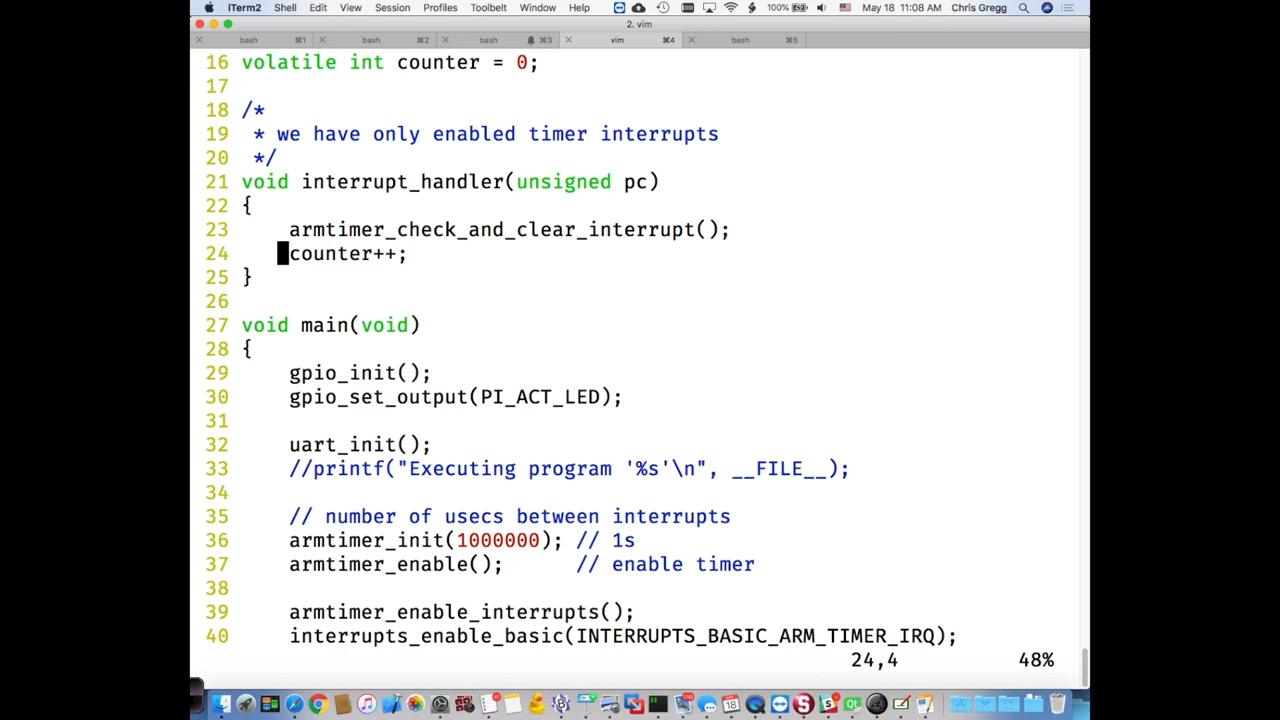 iTerm2 Shell Edit View Session Profiles Toolbelt Window Help 100% May 18 11:08 AM Chris Gregg
2. vim
bash ⌘1 bash ⌘2 bash ⌘3 vim ⌘4 bash ⌘5
16 volatile int counter = 0;
17
18 /*
19  * we have only enabled timer interrupts
20  */
21 void interrupt_handler(unsigned pc)
22 {
23     armtimer_check_and_clear_interrupt();
24     counter++;
25 }
26
27 void main(void)
28 {
29     gpio_init();
30     gpio_set_output(PI_ACT_LED);
31
32     uart_init();
33     //printf("Executing program '%s'\n", __FILE__);
34
35     // number of usecs between interrupts
36     armtimer_init(1000000); // 1s
37     armtimer_enable();      // enable timer
38
39     armtimer_enable_interrupts();
40     interrupts_enable_basic(INTERRUPTS_BASIC_ARM_TIMER_IRQ);
24,4 48%